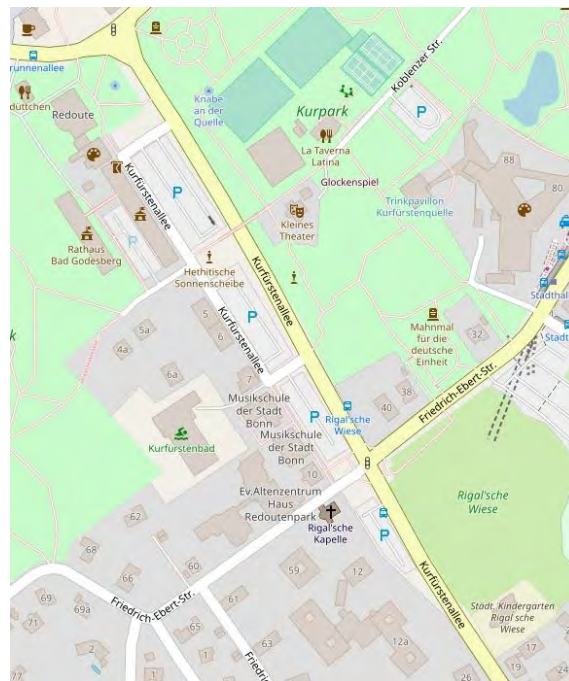 runnenallee
P
duttchen
Redoute
Knabe
an der
Quelle
Kurpark
Koblenzer Str.
P
La Taverna
Latina
88
80
Glockenspiel
Trinkpavillon
Kurfürstenquelle
Kurfürstenallee
P
P
Kleines
Theater
Rathaus
Bad Godesberg
Hethitische
Sonnenscheibe
Kurfürstenallee
Stadthal
Stadt
5
6
5a
4a
P
Kurfürstenallee
Mahnmal
für die
deutsche
Einheit
32
6a
7
Musikschule
der Stadt
Bonn
Musikschule
der Stadt
Bonn
P
Rigal'sche
Wiese
38
40
Friedrich-Ebert-Str.
Kurfürstenbad
10
Ev.Altenzentrum
Haus
Redoutenpark
Rigal'sche
Kapelle
P
Rigal'sche
Wiese
62
68
66
60
59
12
Kurfürstenallee
69
69a
71
Friedrich-Ebert-Str.
61
65
63
2
1
1
12a
Städt. Kindergarten
Rigal sche
Wiese
17
19
26
24